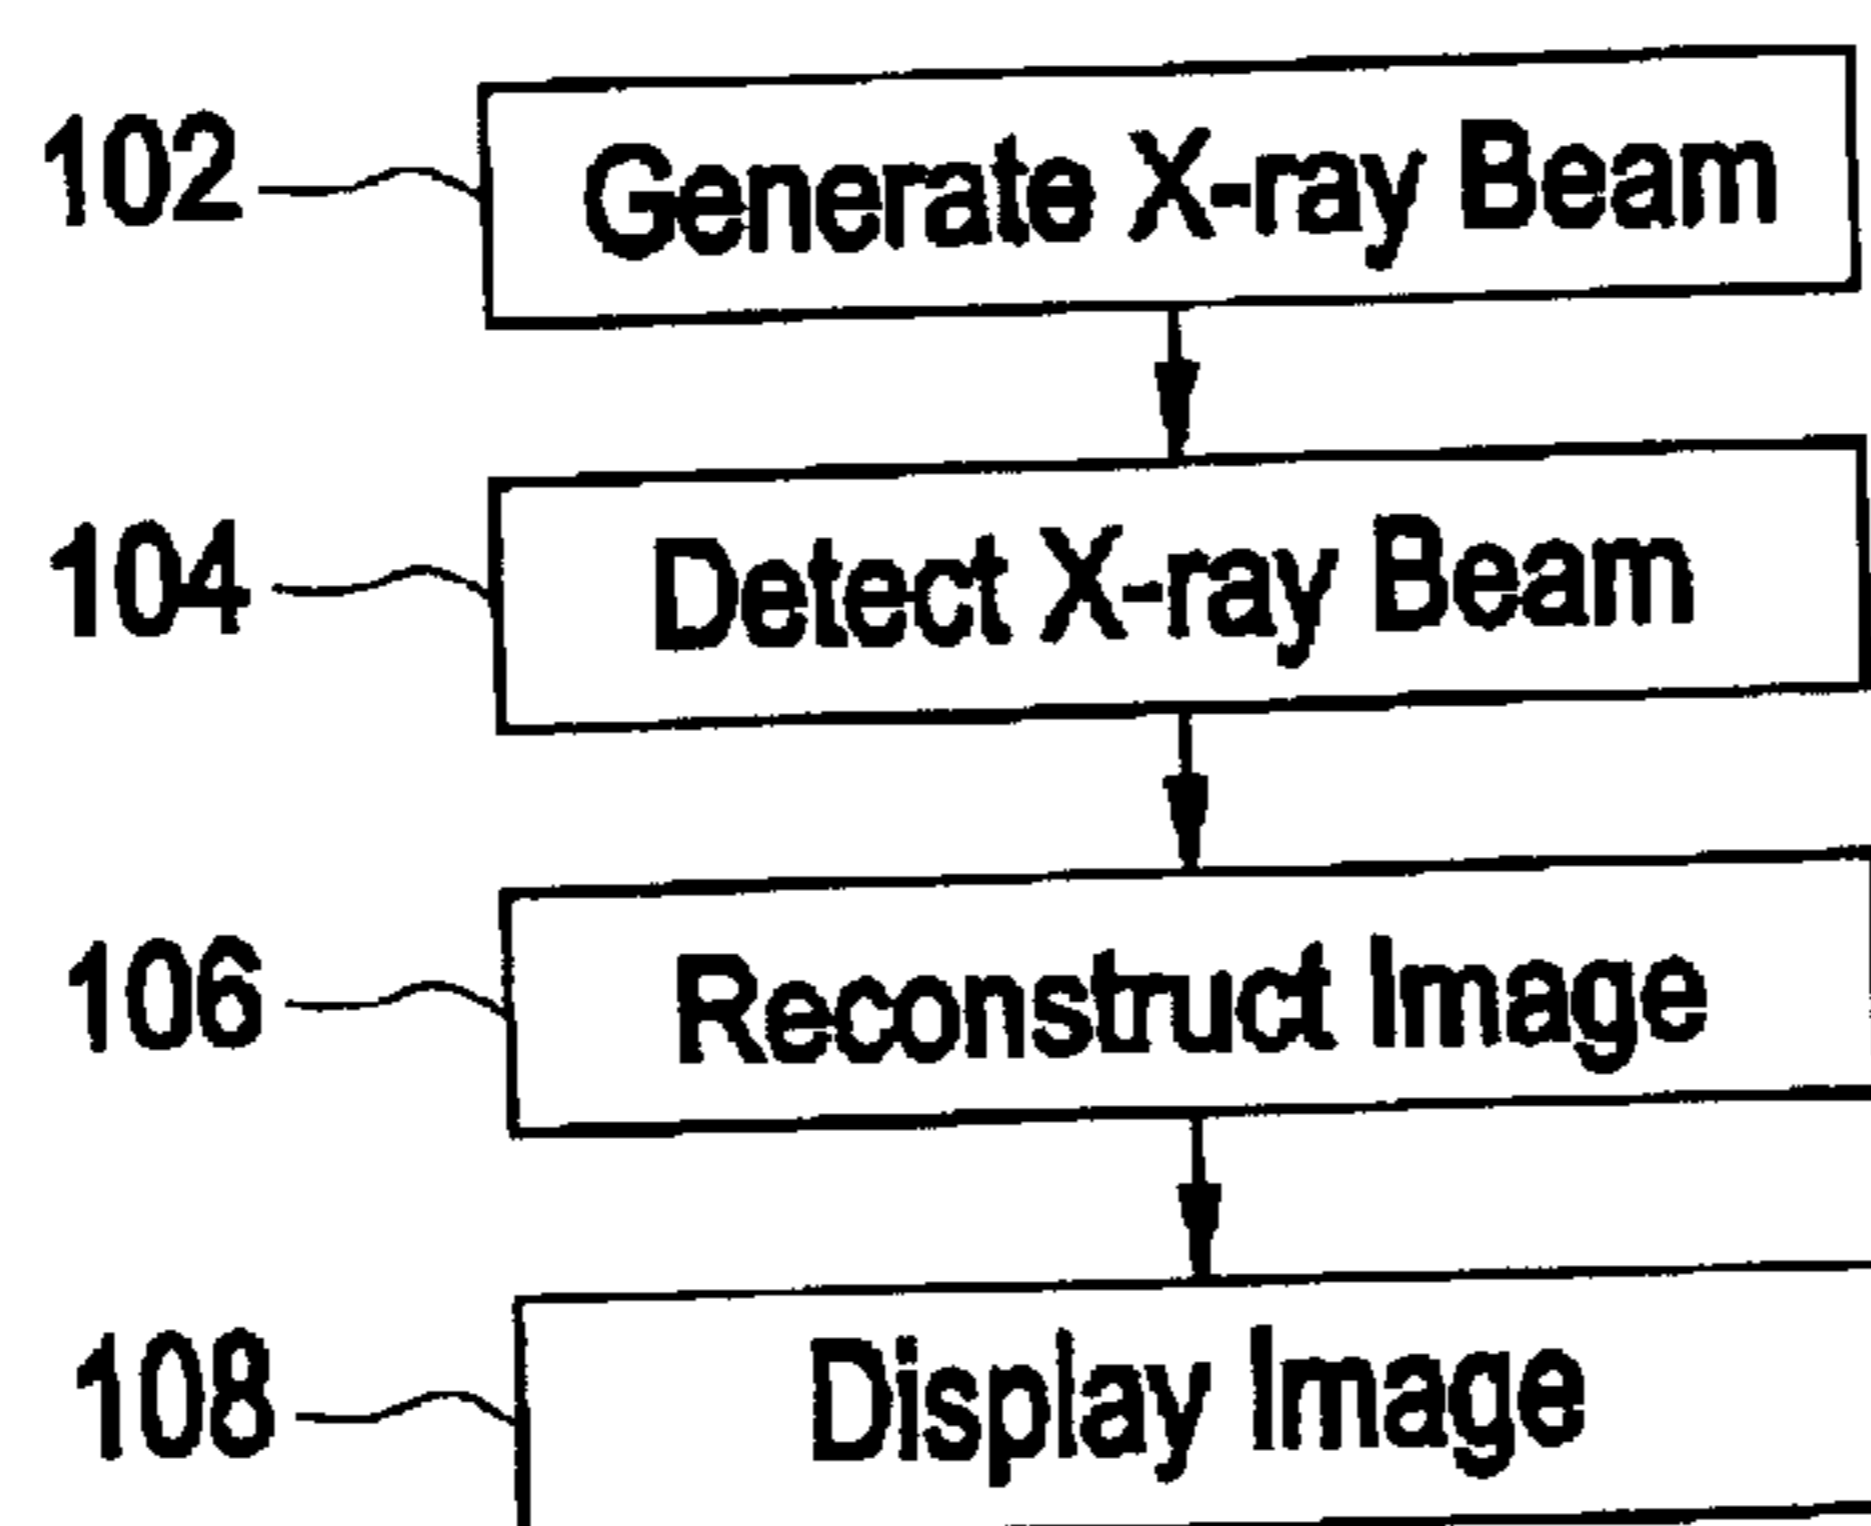 102 Generate X-ray Beam
104 Detect X-ray Beam
106 Reconstruct Image
108 Display Image